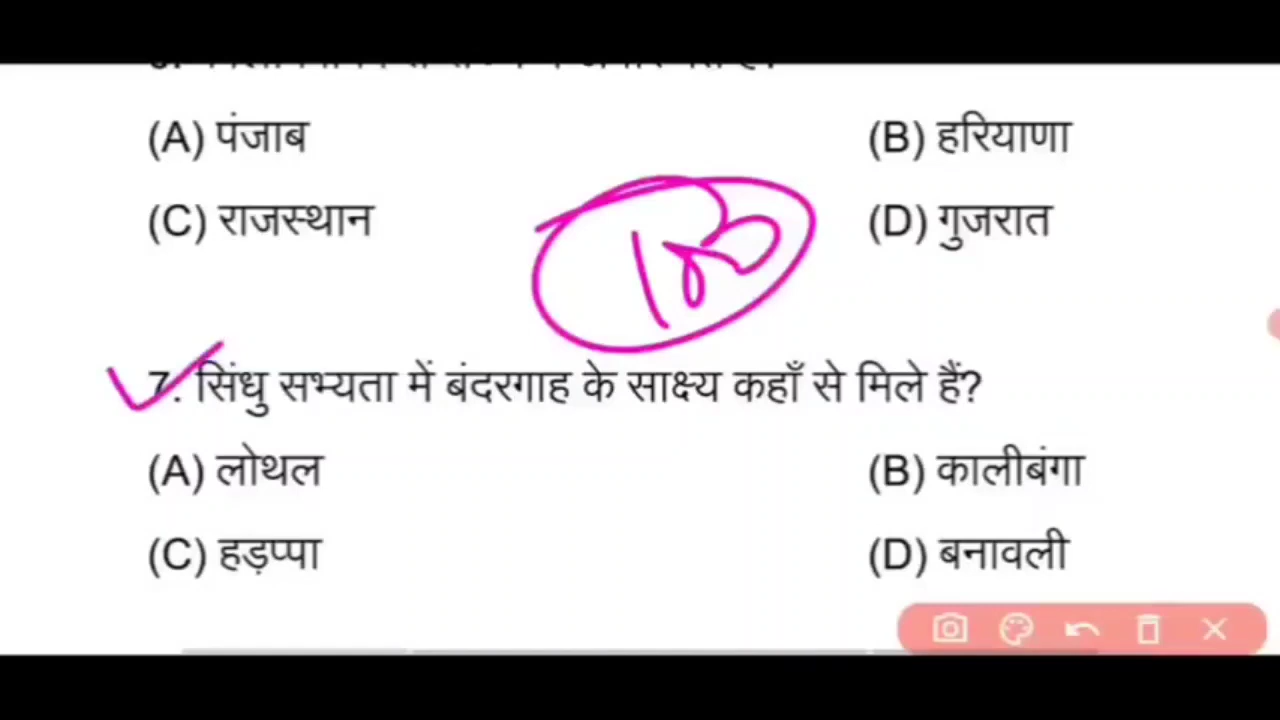 (A) पंजाब
(B) हरियाणा
(C) राजस्थान
(D) गुजरात
7. सिंधु सभ्यता में बंदरगाह के साक्ष्य कहाँ से मिले हैं?
(A) लोथल
(B) कालीबंगा
(C) हड़प्पा
(D) बनावली